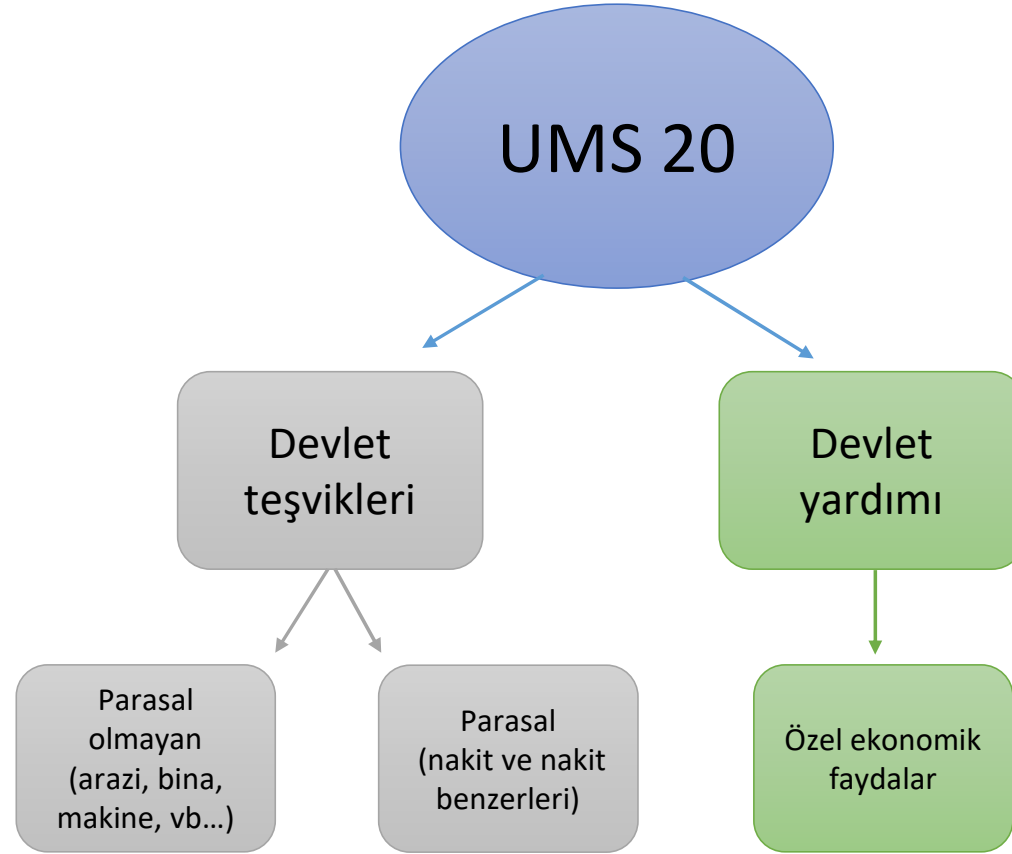 UMS 20
Devlet
teşvikleri
Devlet
yardımı
Parasal
olmayan
(arazi, bina,
makine, vb…)
Parasal
(nakit ve nakit
benzerleri)
Özel ekonomik
faydalar